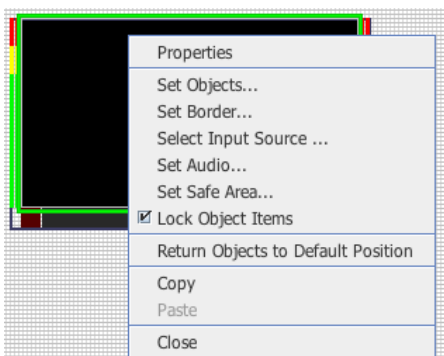 Properties
Set Objects...
Set Border...
Select Input Source ...
Set Audio...
Set Safe Area...
Lock Object Items
Return Objects to Default Position
Copy
Paste
Close